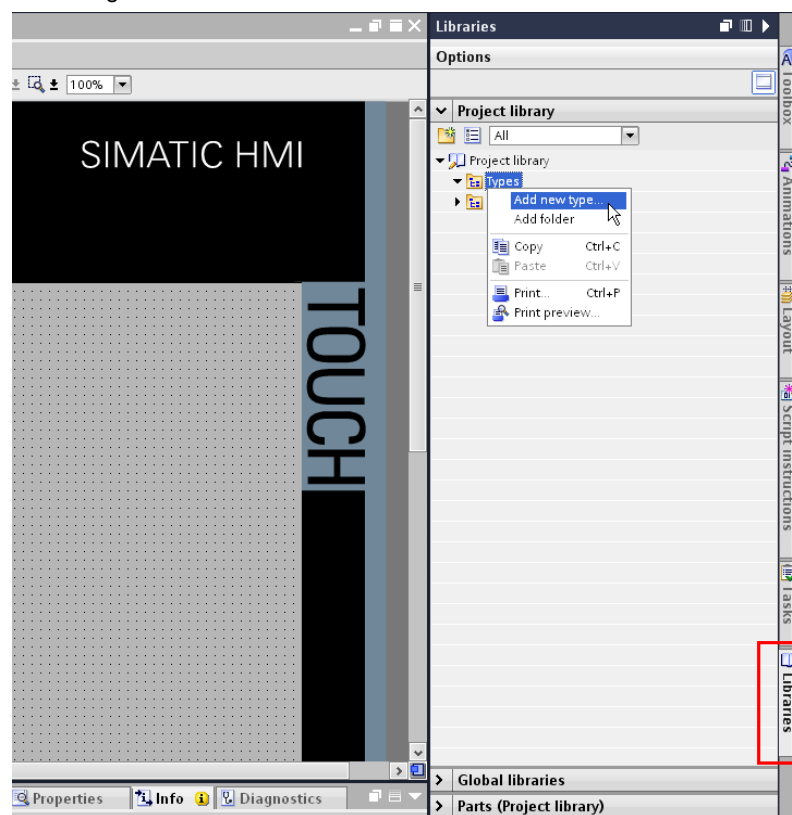 Libraries
Options
100%
Project library
All
Project library
Types
Add new type...
Add folder
Copy Ctrl+C
Paste Ctrl+V
Print... Ctrl+P
Print preview...
SIMATIC HMI
TOUCH
Toolbox
Animations
Layout
Script instructions
Tasks
Libraries
Global libraries
Parts (Project library)
Properties
Info
Diagnostics